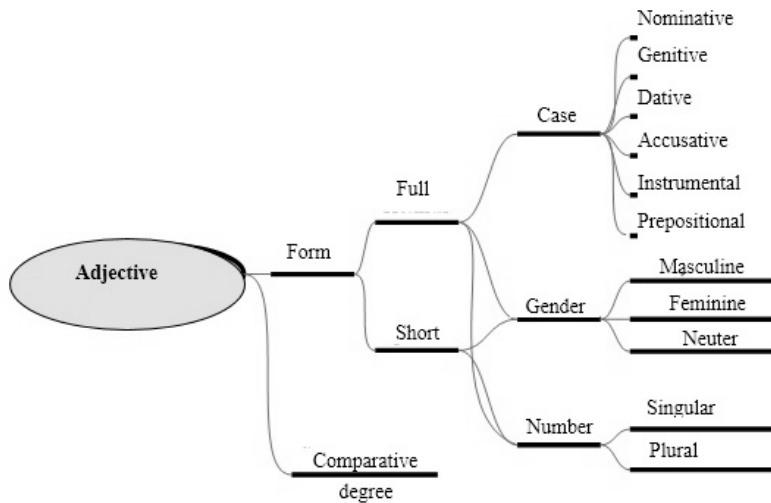 Adjective
Form
Full
Short
Comparative
degree
Case
Gender
Number
Nominative
Genitive
Dative
Accusative
Instrumental
Prepositional
Masculine
Feminine
Neuter
Singular
Plural